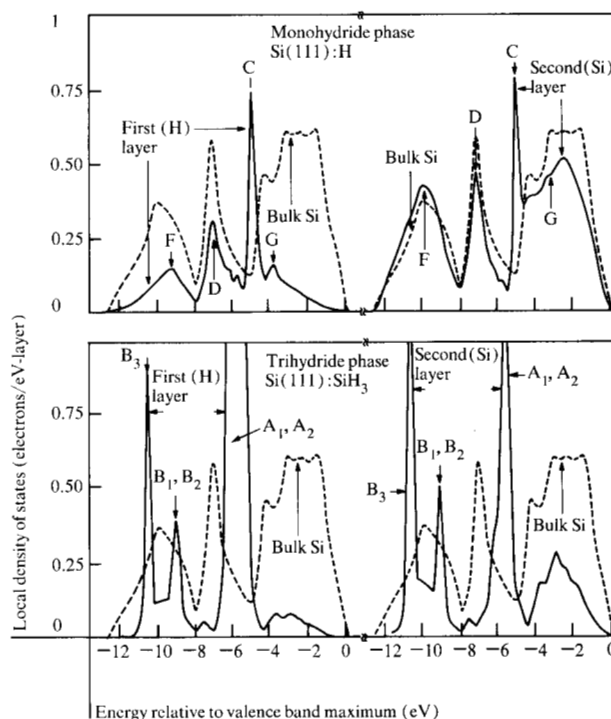 Monohydride phase
Si(111):H
1
0.75
0.50
0.25
0
First (H)
layer
C
F
D
G
Bulk Si
C
Second (Si)
layer
D
Bulk Si
F
G
Trihydride phase
Si(111):SiH3
0.75
0.50
0.25
0
B3
First (H)
layer
A1, A2
B1, B2
Bulk Si
Second (Si)
layer
A1, A2
B1, B2
B3
Bulk Si
−12 −10 −8 −6 −4 −2 0
−12 −10 −8 −6 −4 −2 0
Local density of states (electrons/eV-layer)
Energy relative to valence band maximum (eV)